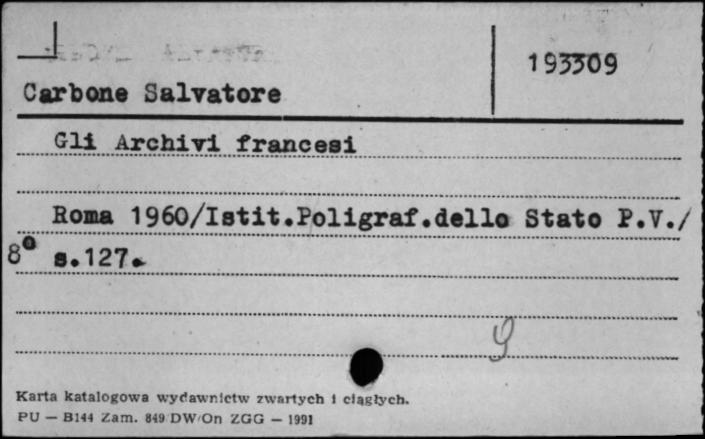 193309
Carbone Salvatore
Gli Archivi francesi
Roma 1960/Istit.Poligraf.dello Stato P.V./
8° s.127.
Karta katalogowa wydawnictw zwartych i ciągłych.
PU — B144 Zam. 849 DW/On ZGG — 1991